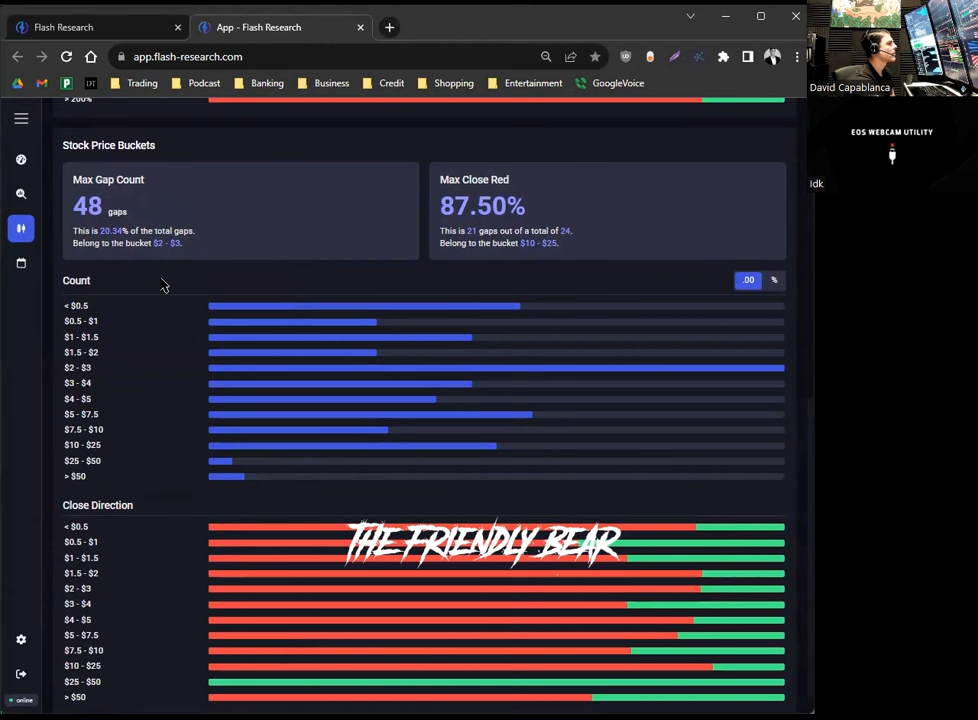 Flash Research
App - Flash Research
app.flash-research.com
Trading
Podcast
Banking
Business
Credit
Shopping
Entertainment
GoogleVoice
David Capablanca
EOS WEBCAM UTILITY
Idk
> 200%
Stock Price Buckets
Max Gap Count
48 gaps
This is 20.34% of the total gaps.
Belong to the bucket $2 - $3.
Max Close Red
87.50%
This is 21 gaps out of a total of 24.
Belong to the bucket $10 - $25.
Count
.00 %
< $0.5
$0.5 - $1
$1 - $1.5
$1.5 - $2
$2 - $3
$3 - $4
$4 - $5
$5 - $7.5
$7.5 - $10
$10 - $25
$25 - $50
> $50
Close Direction
< $0.5
$0.5 - $1
$1 - $1.5
$1.5 - $2
$2 - $3
$3 - $4
$4 - $5
$5 - $7.5
$7.5 - $10
$10 - $25
$25 - $50
> $50
THE FRIENDLY BEAR
online